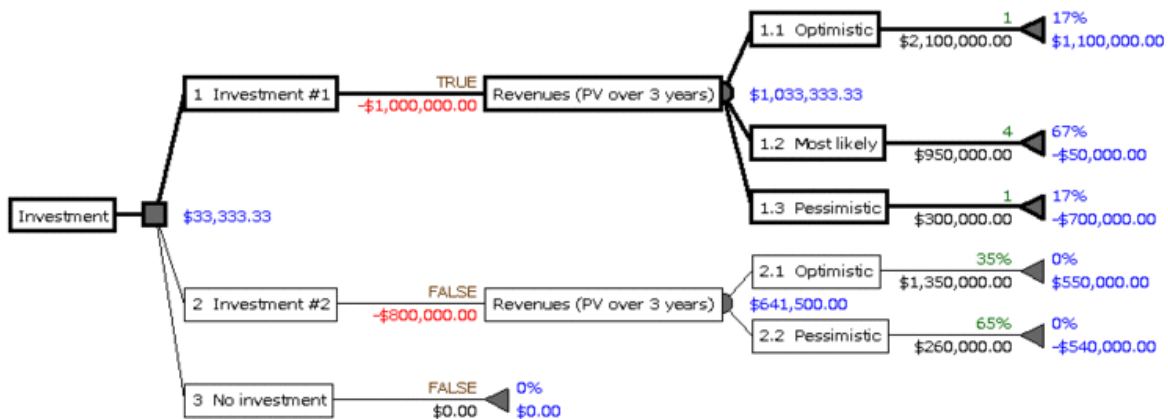 1.1 Optimistic
1
$2,100,000.00
17%
$1,100,000.00
1 Investment #1
TRUE
-$1,000,000.00
Revenues (PV over 3 years)
$1,033,333.33
1.2 Most likely
4
$950,000.00
67%
-$50,000.00
1.3 Pessimistic
1
$300,000.00
17%
-$700,000.00
Investment
$33,333.33
2 Investment #2
FALSE
-$800,000.00
Revenues (PV over 3 years)
$641,500.00
2.1 Optimistic
35%
$1,350,000.00
0%
$550,000.00
2.2 Pessimistic
65%
$260,000.00
0%
-$540,000.00
3 No investment
FALSE
$0.00
0%
$0.00